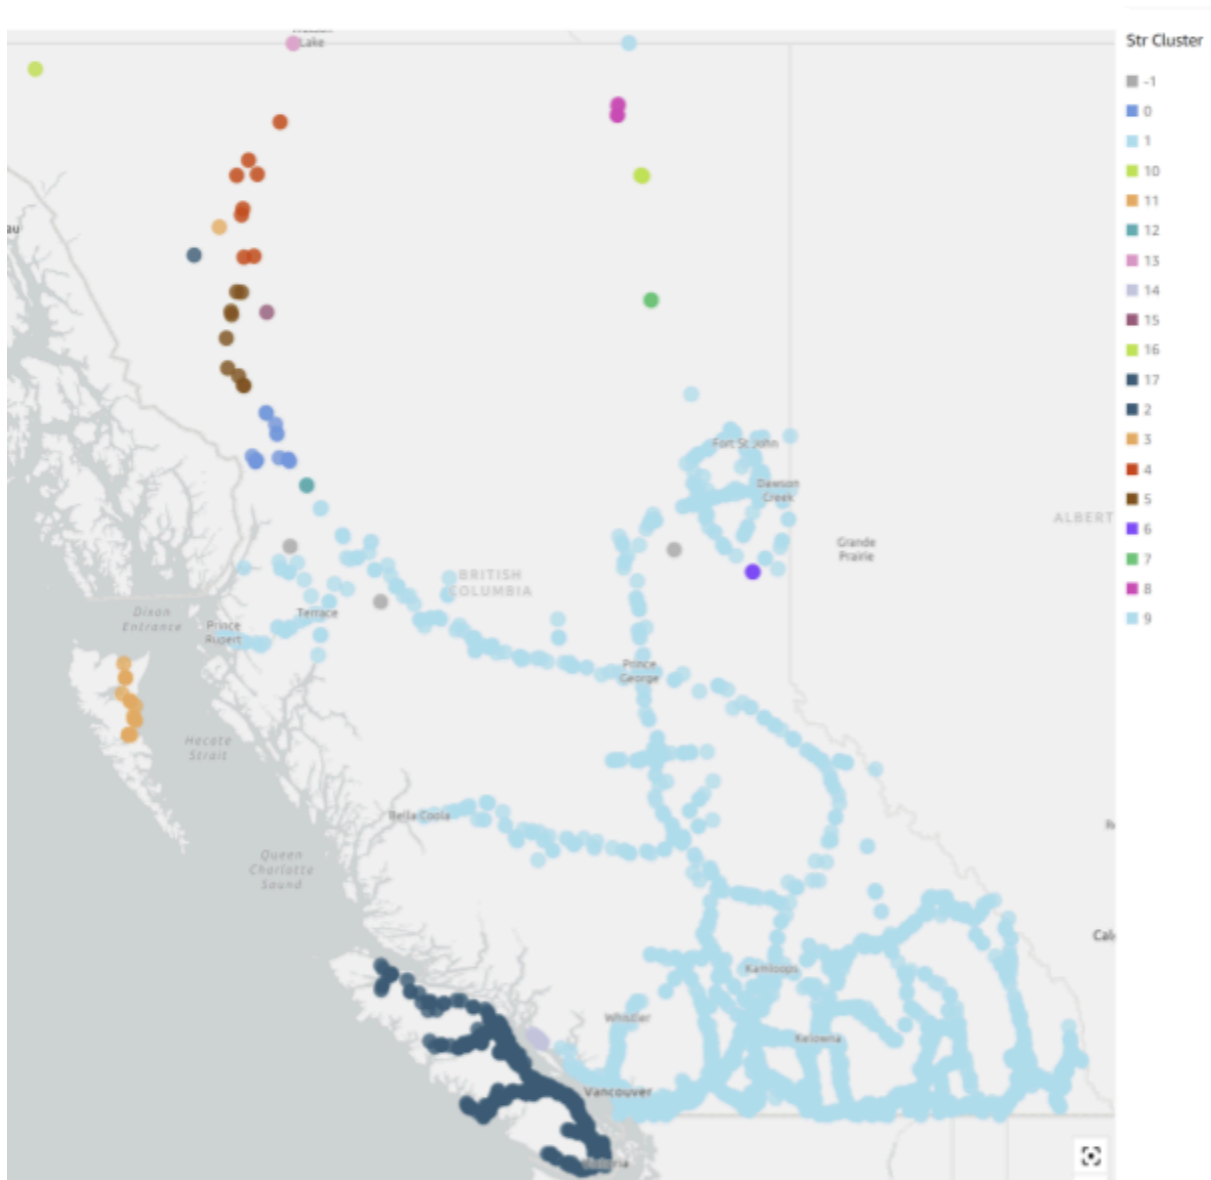 Lake
Str Cluster
-1
0
1
10
11
12
13
14
15
16
17
2
3
4
5
6
7
8
9
au
Fort St John
Dawson
Creek
ALBERT
Grande
Prairie
BRITISH
COLUMBIA
Dixon
Entrance
Terrace
Prince
Rupert
Prince
George
Hecate
Strait
Bella Coola
Queen
Charlotte
Sound
Cal
Kamloops
Whistler
Kelowna
Vancouver